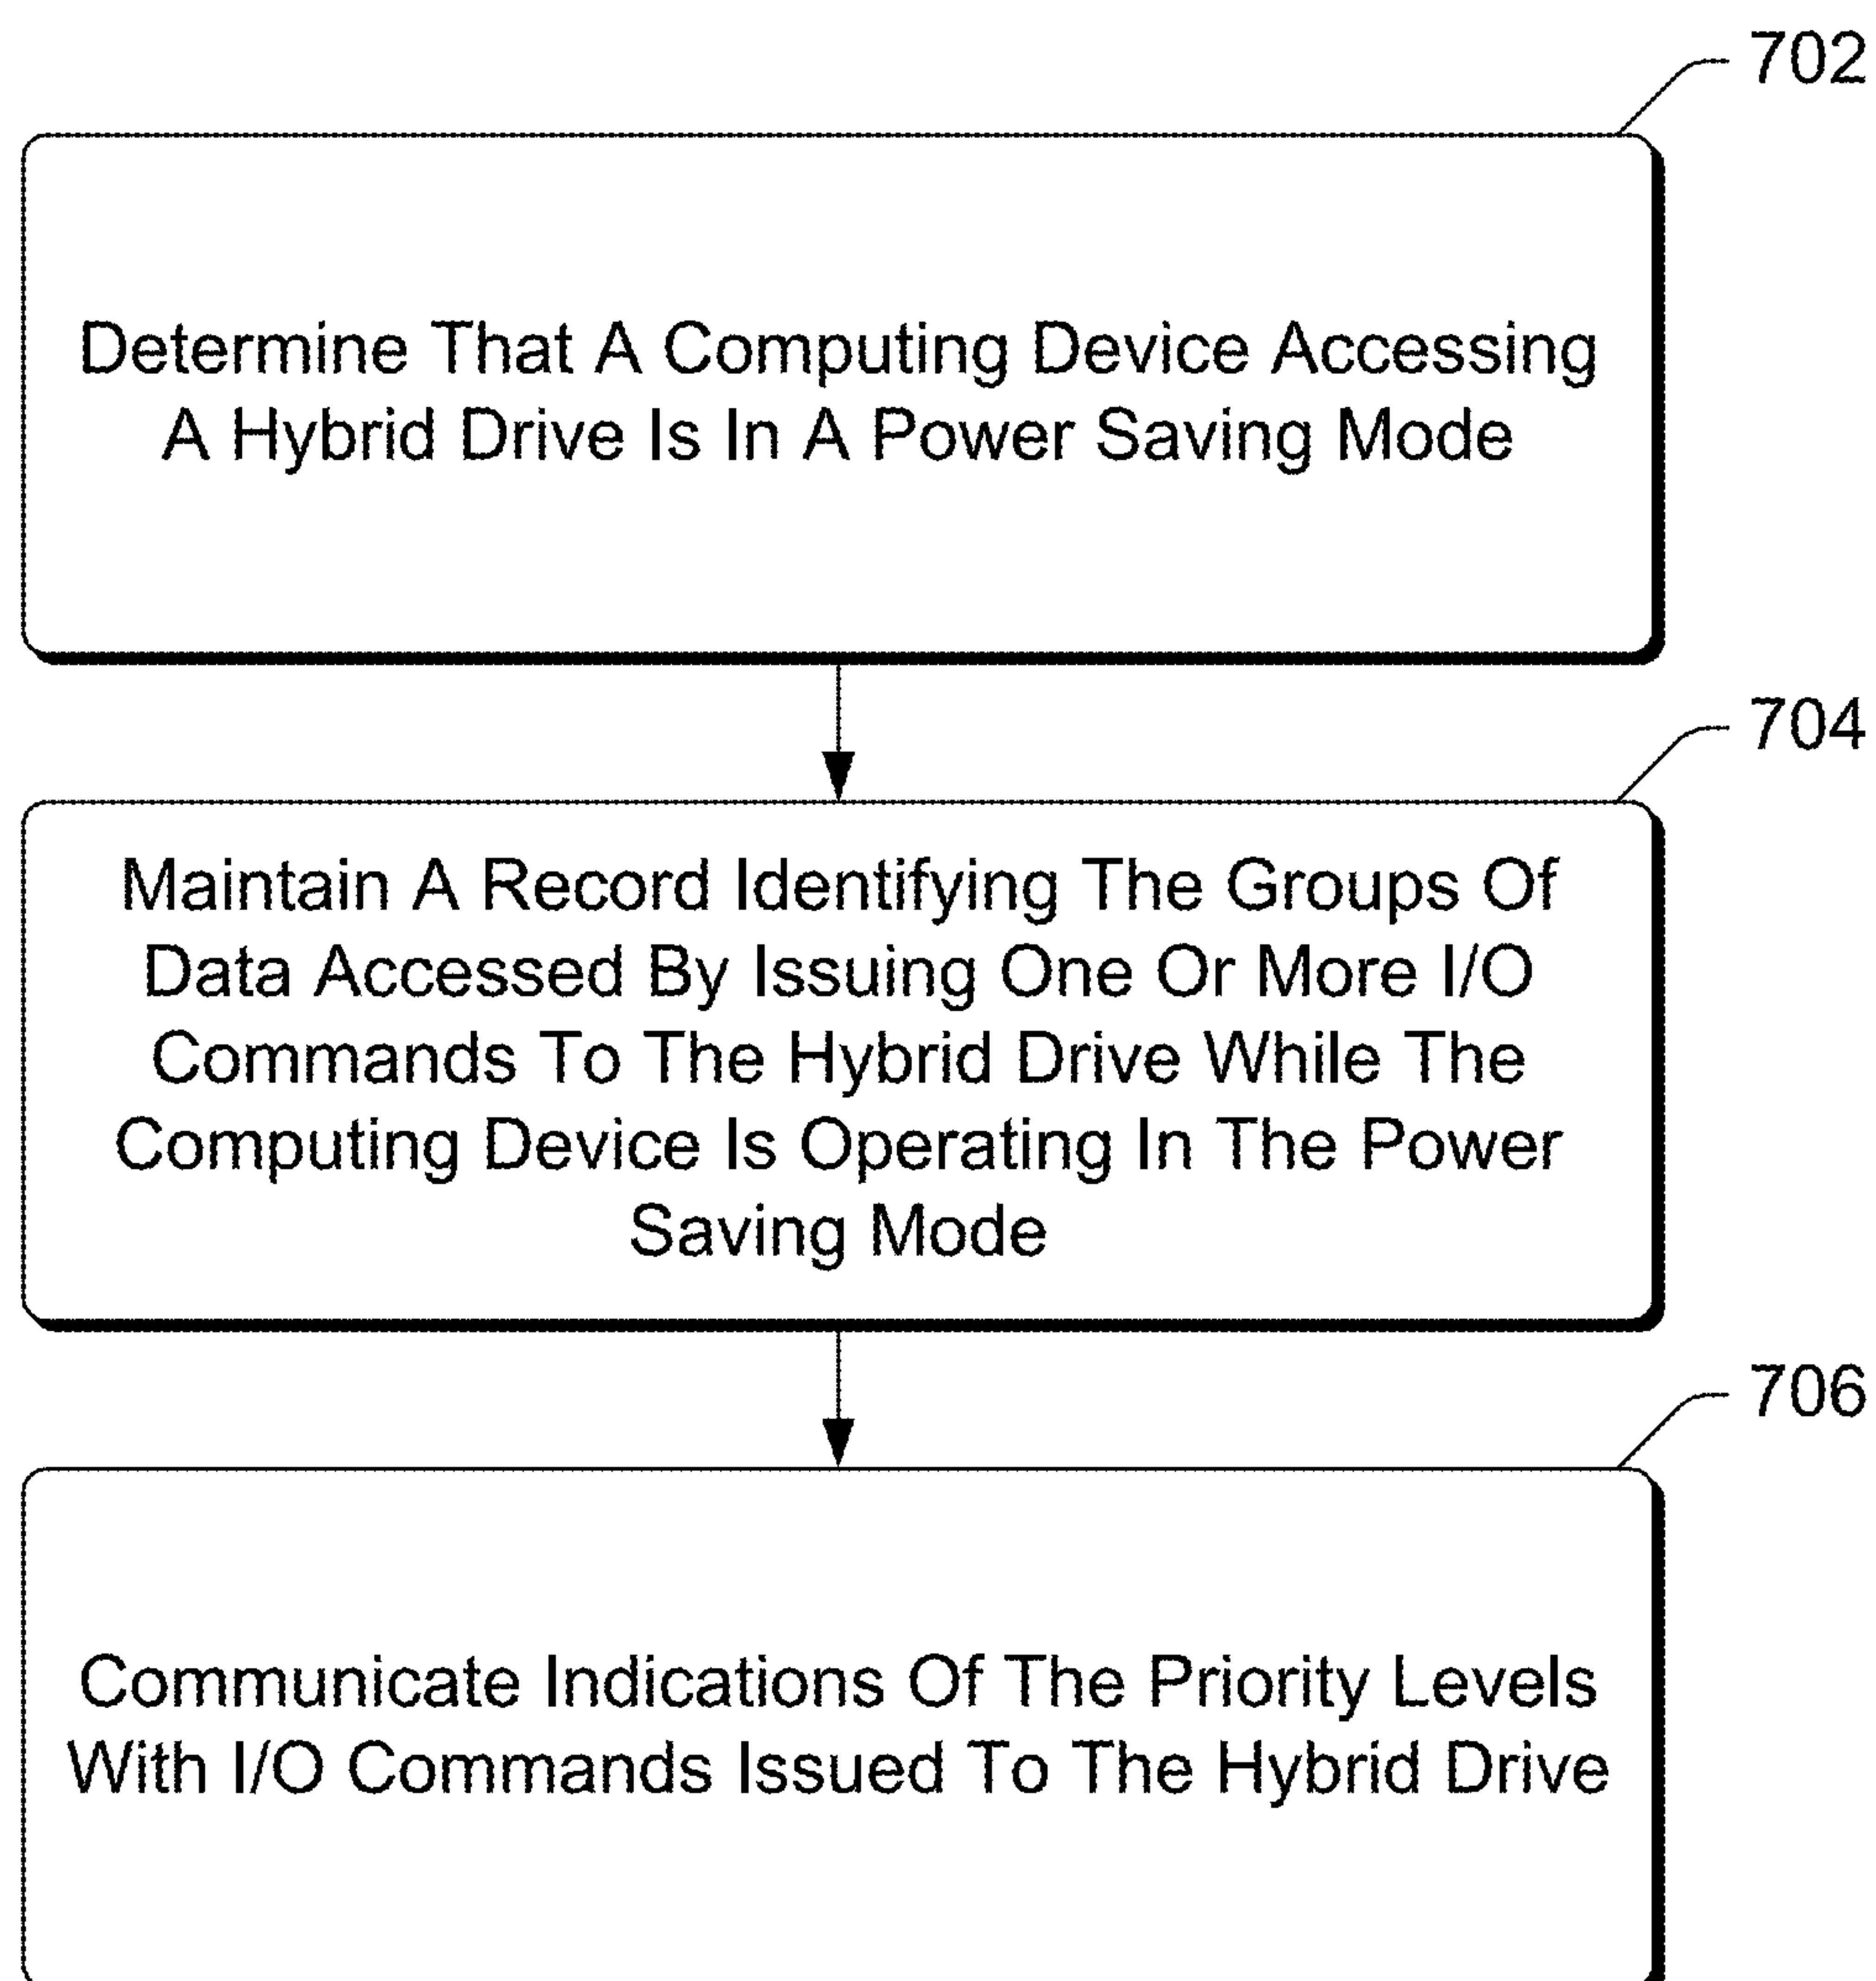 702
Determine That A Computing Device Accessing
A Hybrid Drive Is In A Power Saving Mode
704
Maintain A Record Identifying The Groups Of
Data Accessed By Issuing One Or More I/O
Commands To The Hybrid Drive While The
Computing Device Is Operating In The Power
Saving Mode
706
Communicate Indications Of The Priority Levels
With I/O Commands Issued To The Hybrid Drive